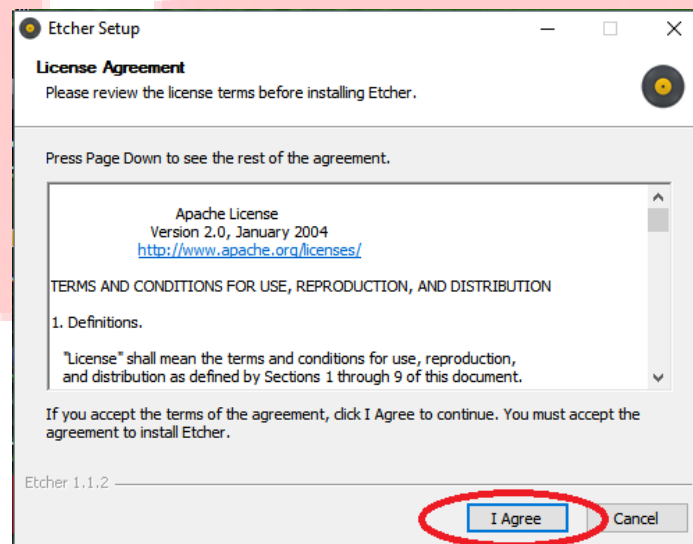 Etcher Setup
License Agreement
Please review the license terms before installing Etcher.
Press Page Down to see the rest of the agreement.
Apache License
Version 2.0, January 2004
http://www.apache.org/licenses/
TERMS AND CONDITIONS FOR USE, REPRODUCTION, AND DISTRIBUTION
1. Definitions.
"License" shall mean the terms and conditions for use, reproduction,
and distribution as defined by Sections 1 through 9 of this document.
If you accept the terms of the agreement, click I Agree to continue. You must accept the
agreement to install Etcher.
Etcher 1.1.2
I Agree Cancel